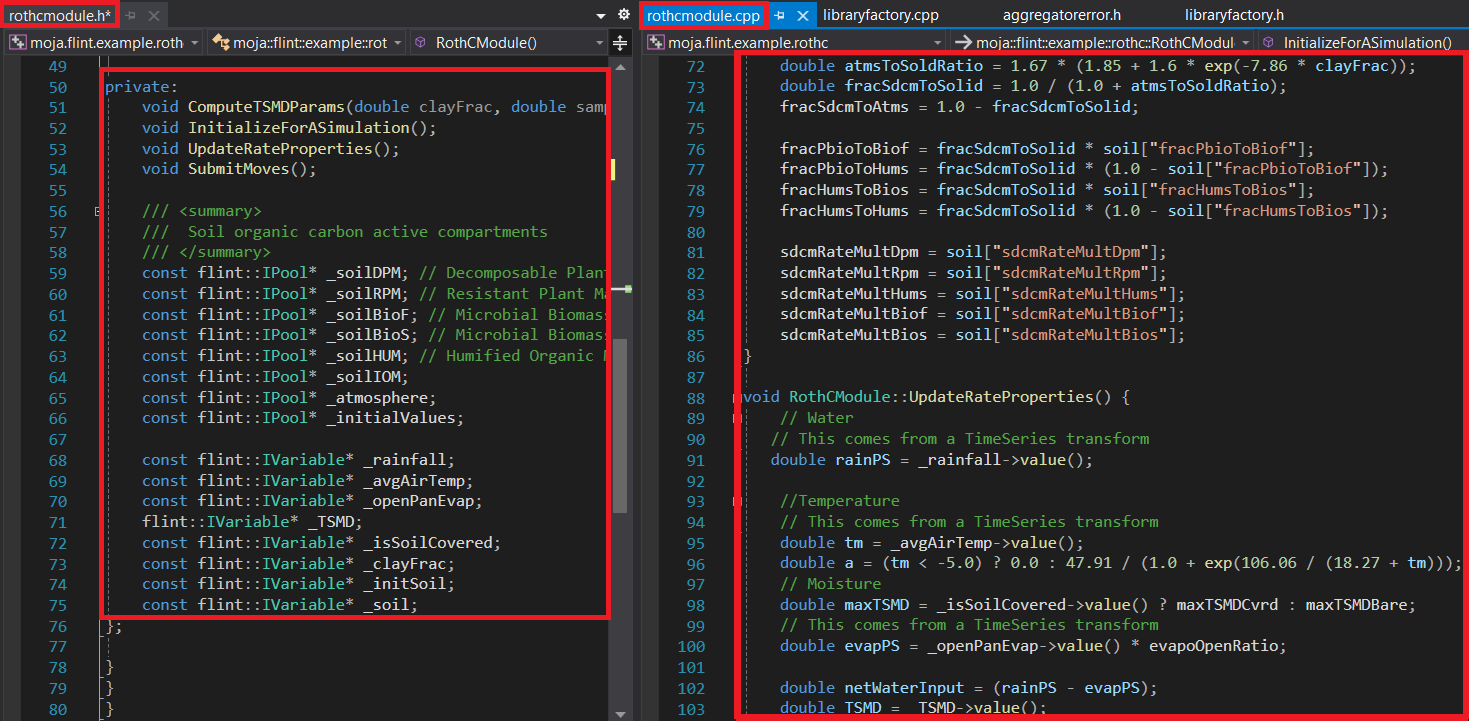 rothcmodule.h*
moja.flint.example.roth
moja::flint::example::rot
RothCModule()
49
50 private:
51 void ComputeTSMDParams(double clayFrac, double sam
52 void InitializeForASimulation();
53 void UpdateRateProperties();
54 void SubmitMoves();
55
56 /// <summary>
57 /// Soil organic carbon active compartments
58 /// </summary>
59 const flint::IPool* _soilDPM; // Decomposable Plant
60 const flint::IPool* _soilRPM; // Resistant Plant M
61 const flint::IPool* _soilBioF; // Microbial Biomas
62 const flint::IPool* _soilBioS; // Microbial Biomas
63 const flint::IPool* _soilHUM; // Humified Organic
64 const flint::IPool* _soilIOM;
65 const flint::IPool* _atmosphere;
66 const flint::IPool* _initialValues;
67
68 const flint::IVariable* _rainfall;
69 const flint::IVariable* _avgAirTemp;
70 const flint::IVariable* _openPanEvap;
71 flint::IVariable* _TSMD;
72 const flint::IVariable* _isSoilCovered;
73 const flint::IVariable* _clayFrac;
74 const flint::IVariable* _initSoil;
75 const flint::IVariable* _soil;
76 };
77
78 }
79 }
80 }
rothcmodule.cpp
libraryfactory.cpp
aggregatorerror.h
libraryfactory.h
moja.flint.example.rothc
moja::flint::example::rothc::RothCModul
InitializeForASimulation()
72 double atmsToSoldRatio = 1.67 * (1.85 + 1.6 * exp(-7.86 * clayFrac));
73 double fracSdcmToSolid = 1.0 / (1.0 + atmsToSoldRatio);
74 fracSdcmToAtms = 1.0 - fracSdcmToSolid;
75
76 fracPbioToBiof = fracSdcmToSolid * soil["fracPbioToBiof"];
77 fracPbioToHums = fracSdcmToSolid * (1.0 - soil["fracPbioToBiof"]);
78 fracHumsToBios = fracSdcmToSolid * soil["fracHumsToBios"];
79 fracHumsToHums = fracSdcmToSolid * (1.0 - soil["fracHumsToBios"]);
80
81 sdcmRateMultDpm = soil["sdcmRateMultDpm"];
82 sdcmRateMultRpm = soil["sdcmRateMultRpm"];
83 sdcmRateMultHums = soil["sdcmRateMultHums"];
84 sdcmRateMultBiof = soil["sdcmRateMultBiof"];
85 sdcmRateMultBios = soil["sdcmRateMultBios"];
86 }
87
88 void RothCModule::UpdateRateProperties() {
89 // Water
90 // This comes from a TimeSeries transform
91 double rainPS = _rainfall->value();
92
93 //Temperature
94 // This comes from a TimeSeries transform
95 double tm = _avgAirTemp->value();
96 double a = (tm < -5.0) ? 0.0 : 47.91 / (1.0 + exp(106.06 / (18.27 + tm)));
97 // Moisture
98 double maxTSMD = _isSoilCovered->value() ? maxTSMDCvrd : maxTSMDBare;
99 // This comes from a TimeSeries transform
100 double evapPS = _openPanEvap->value() * evapoOpenRatio;
101
102 double netWaterInput = (rainPS - evapPS);
103 double TSMD = _TSMD->value();